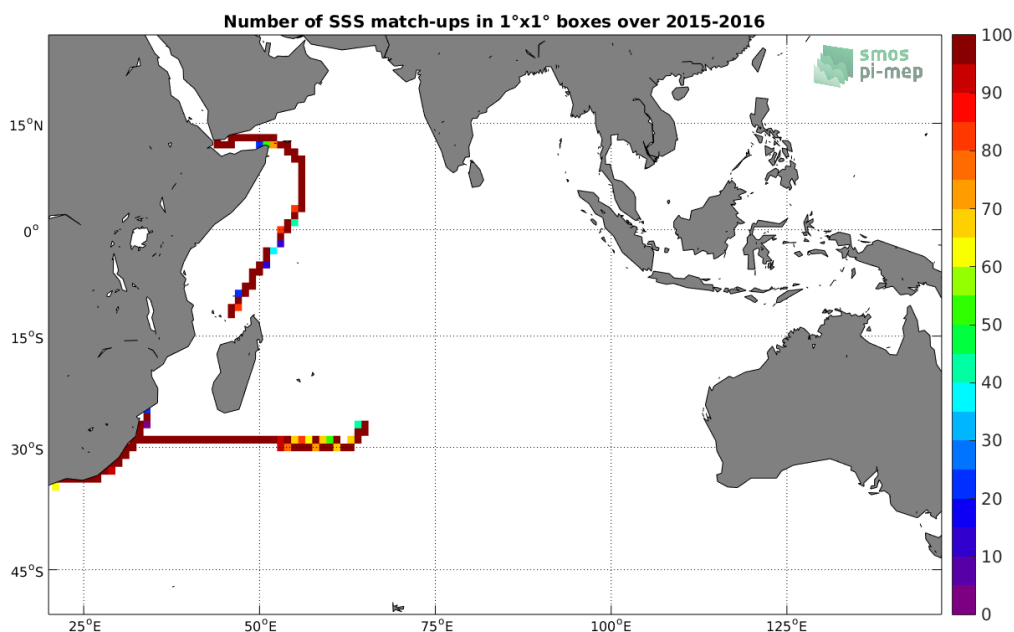 Number of SSS match-ups in 1°x1° boxes over 2015-2016
smos
pi-mep
15°N
0°
15°S
30°S
45°S
25°E
50°E
75°E
100°E
125°E
100
90
80
70
60
50
40
30
20
10
0